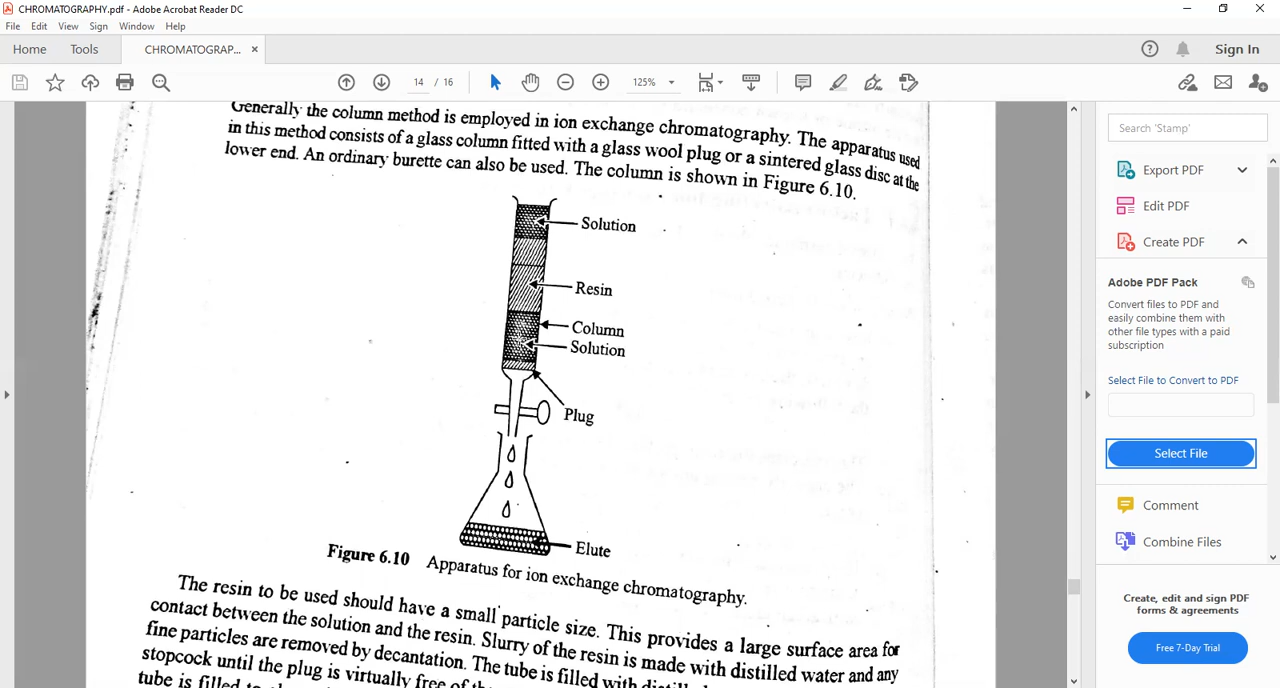 CHROMATOGRAPHY.pdf - Adobe Acrobat Reader DC
File Edit View Sign Window Help
Home Tools CHROMATOGRAP... × Sign In
14 / 16 125%
Generally the column method is employed in ion exchange chromatography. The apparatus used
in this method consists of a glass column fitted with a glass wool plug or a sintered glass disc at the
lower end. An ordinary burette can also be used. The column is shown in Figure 6.10.
Solution
Resin
Column
Solution
Plug
Elute
Figure 6.10 Apparatus for ion exchange chromatography.
The resin to be used should have a small particle size. This provides a large surface area for
contact between the solution and the resin. Slurry of the resin is made with distilled water and any
fine particles are removed by decantation. The tube is filled with
stopcock until the plug is virtually free of
tube is filled to
Search 'Stamp'
Export PDF
Edit PDF
Create PDF
Adobe PDF Pack
Convert files to PDF and
easily combine them with
other file types with a paid
subscription
Select File to Convert to PDF
Select File
Comment
Combine Files
Create, edit and sign PDF
forms & agreements
Free 7-Day Trial